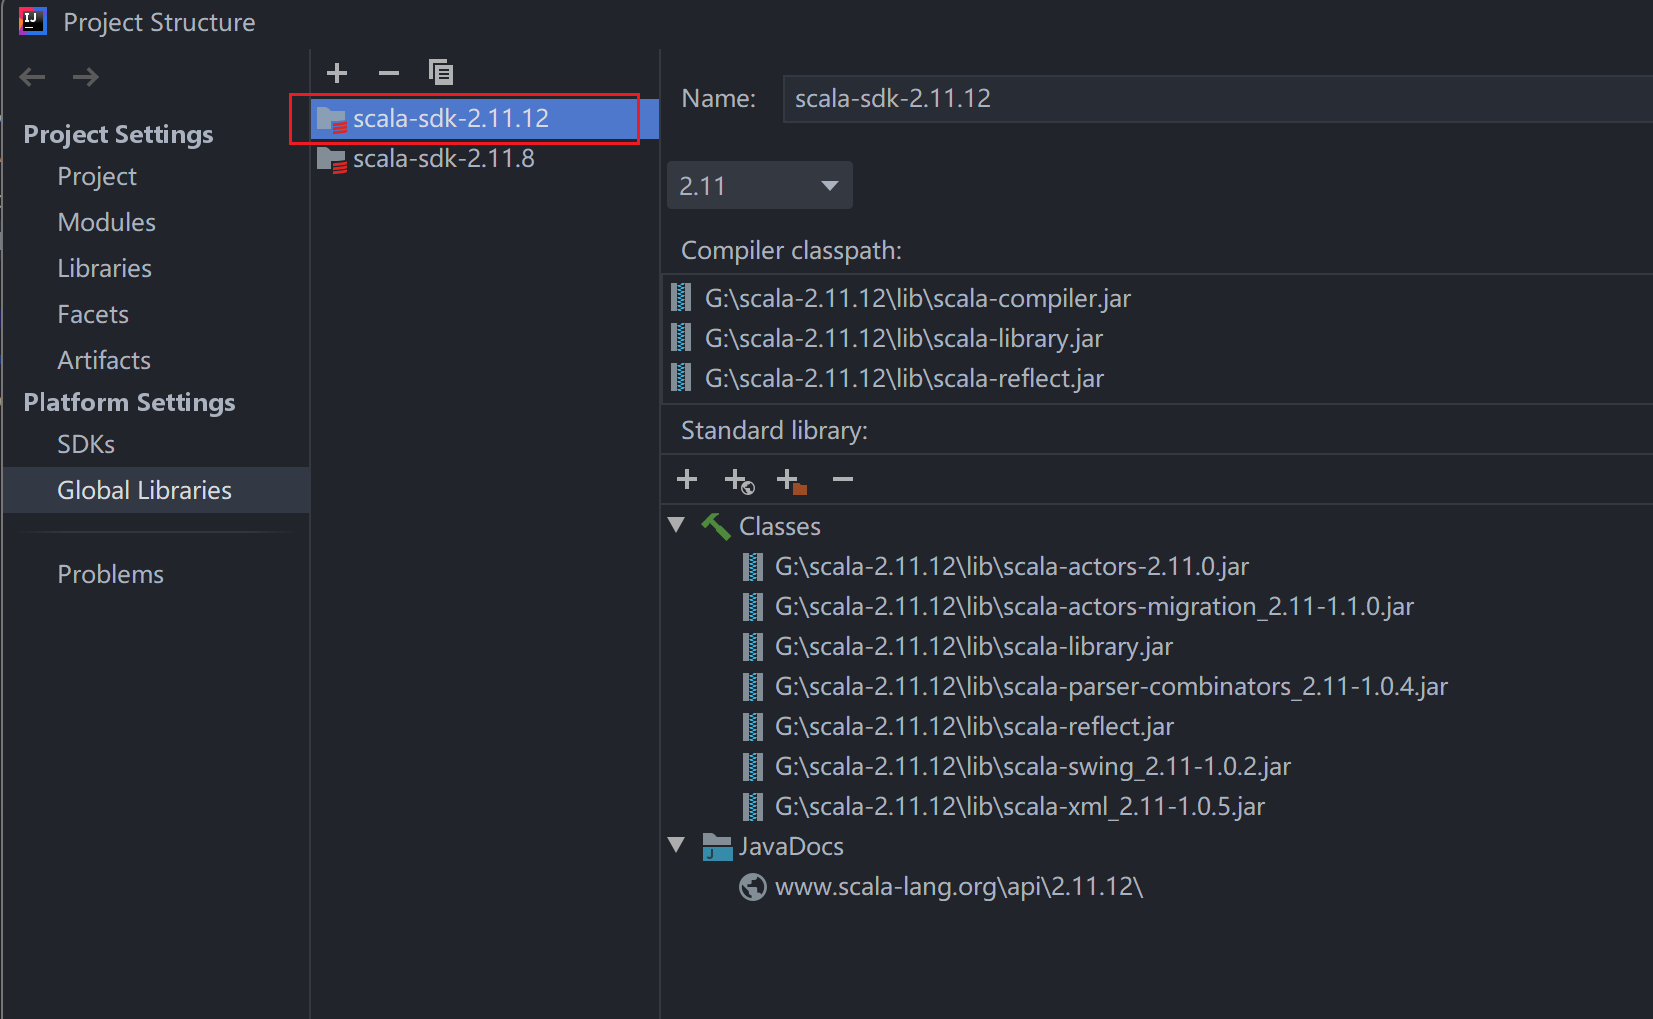 Project Structure
Project Settings
Project
Modules
Libraries
Facets
Artifacts
Platform Settings
SDKs
Global Libraries
Problems
scala-sdk-2.11.12
scala-sdk-2.11.8
Name: scala-sdk-2.11.12
2.11
Compiler classpath:
G:\scala-2.11.12\lib\scala-compiler.jar
G:\scala-2.11.12\lib\scala-library.jar
G:\scala-2.11.12\lib\scala-reflect.jar
Standard library:
Classes
G:\scala-2.11.12\lib\scala-actors-2.11.0.jar
G:\scala-2.11.12\lib\scala-actors-migration_2.11-1.1.0.jar
G:\scala-2.11.12\lib\scala-library.jar
G:\scala-2.11.12\lib\scala-parser-combinators_2.11-1.0.4.jar
G:\scala-2.11.12\lib\scala-reflect.jar
G:\scala-2.11.12\lib\scala-swing_2.11-1.0.2.jar
G:\scala-2.11.12\lib\scala-xml_2.11-1.0.5.jar
JavaDocs
www.scala-lang.org\api\2.11.12\